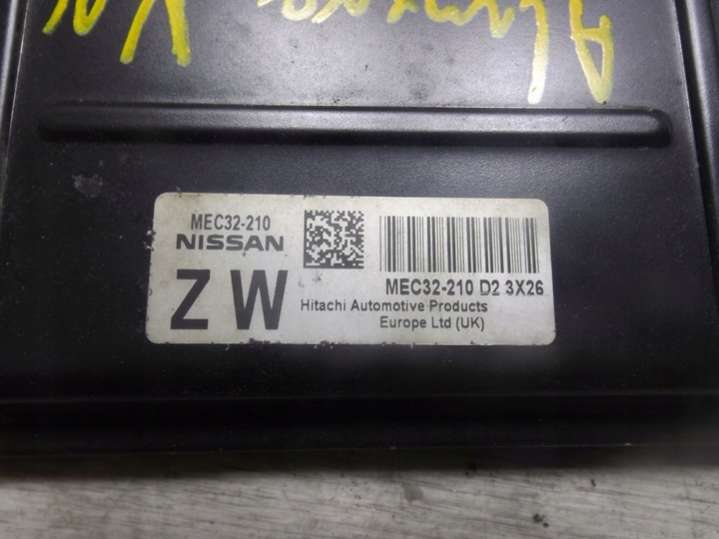 MEC32-210
NISSAN
ZW
MEC32-210 D2 3X26
Hitachi Automotive Products
Europe Ltd (UK)